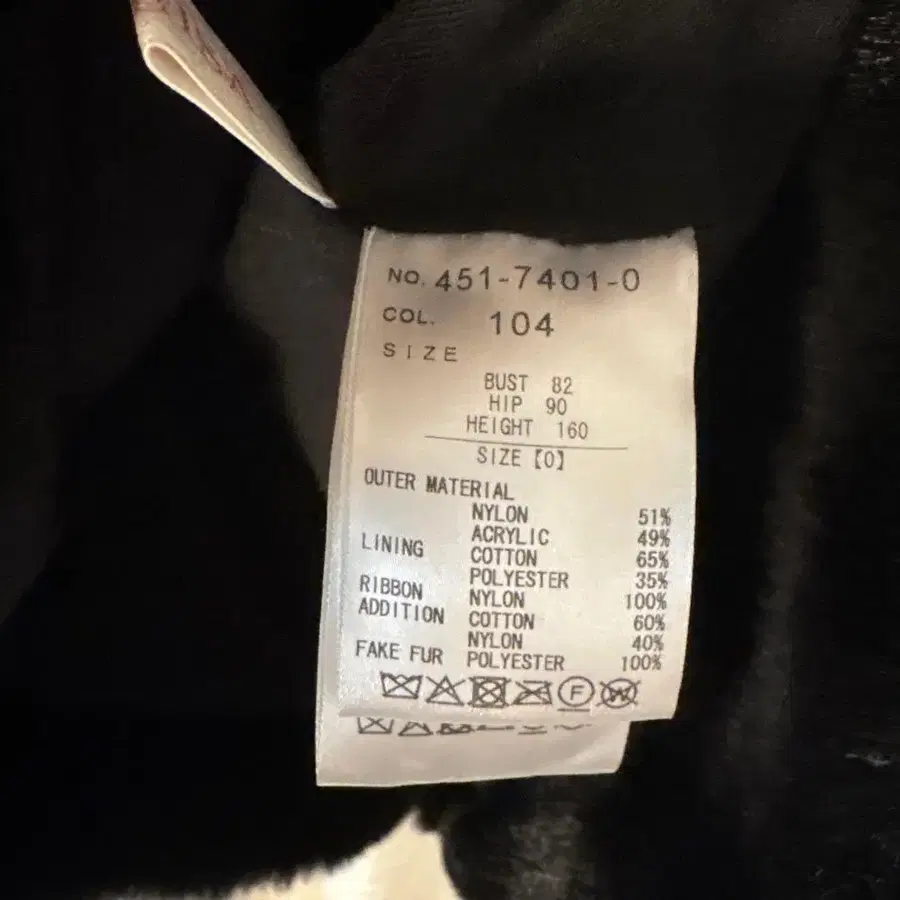 NO. 451-7401-0
COL. 104
SIZE
BUST 82
HIP 90
HEIGHT 160
SIZE【0】
OUTER MATERIAL
NYLON 51%
ACRYLIC 49%
LINING COTTON 65%
POLYESTER 35%
RIBBON NYLON 100%
ADDITION COTTON 60%
NYLON 40%
FAKE FUR POLYESTER 100%
F W